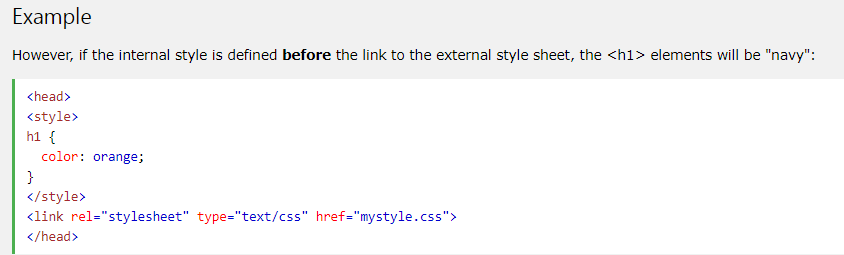 Example
However, if the internal style is defined before the link to the external style sheet, the <h1> elements will be "navy":
<head>
<style>
h1 {
  color: orange;
}
</style>
<link rel="stylesheet" type="text/css" href="mystyle.css">
</head>